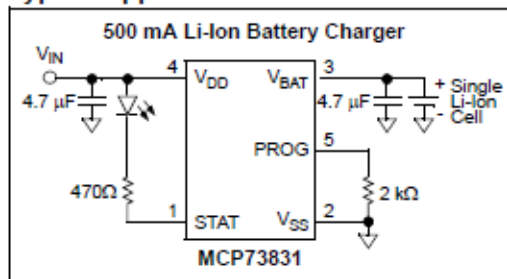 500 mA Li-Ion Battery Charger
VIN
4
VDD
VBAT
3
4.7 μF
4.7 μF
+ Single
Li-Ion
- Cell
PROG
5
470Ω
2 kΩ
1
STAT
VSS
2
MCP73831